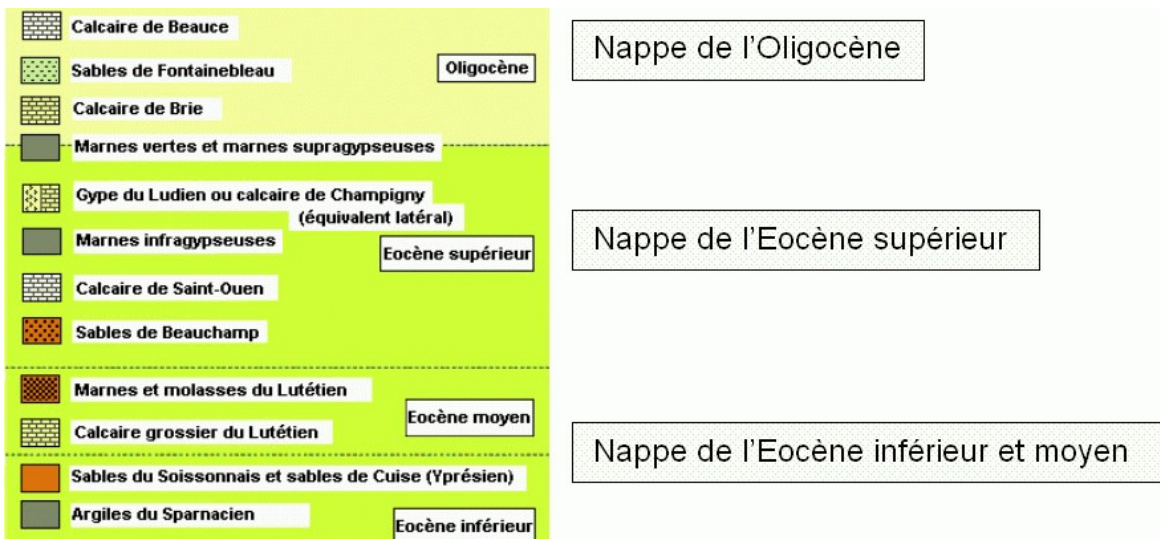 Calcaire de Beauce
Nappe de l'Oligocène
Sables de Fontainebleau
Oligocène
Calcaire de Brie
Marnes vertes et marnes supragypseuses
Gype du Ludien ou calcaire de Champigny
(équivalent latéral)
Marnes infragypseuses
Eocène supérieur
Nappe de l'Eocène supérieur
Calcaire de Saint-Ouen
Sables de Beauchamp
Marnes et molasses du Lutétien
Eocène moyen
Calcaire grossier du Lutétien
Nappe de l'Eocène inférieur et moyen
Sables du Soissonnais et sables de Cuise (Yprésien)
Argiles du Sparnacien
Eocène inférieur